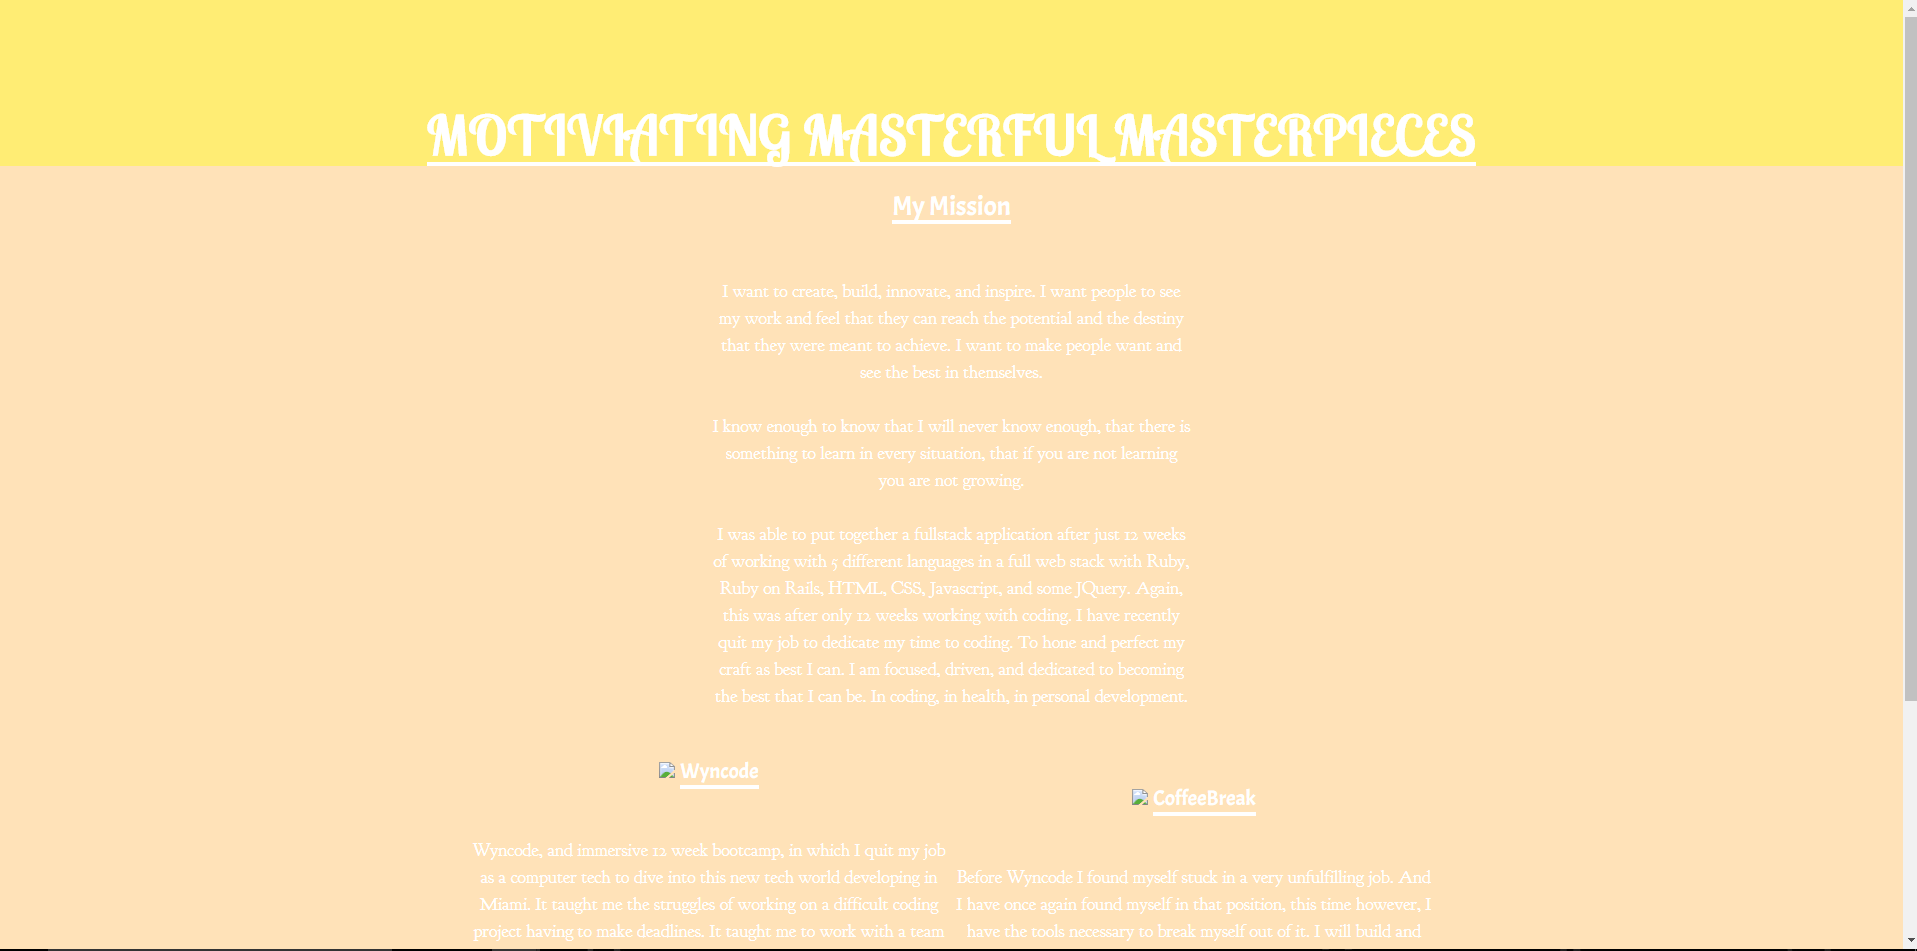 MOTIVIATING MASTERFUL MASTERPIECES
My Mission
I want to create, build, innovate, and inspire. I want people to see
my work and feel that they can reach the potential and the destiny
that they were meant to achieve. I want to make people want and
see the best in themselves.
I know enough to know that I will never know enough, that there is
something to learn in every situation, that if you are not learning
you are not growing.
I was able to put together a fullstack application after just 12 weeks
of working with 5 different languages in a full web stack with Ruby,
Ruby on Rails, HTML, CSS, Javascript, and some JQuery. Again,
this was after only 12 weeks working with coding. I have recently
quit my job to dedicate my time to coding. To hone and perfect my
craft as best I can. I am focused, driven, and dedicated to becoming
the best that I can be. In coding, in health, in personal development.
Wyncode
Wyncode, and immersive 12 week bootcamp, in which I quit my job
as a computer tech to dive into this new tech world developing in
Miami. It taught me the struggles of working on a difficult coding
project having to make deadlines. It taught me to work with a team
CoffeeBreak
Before Wyncode I found myself stuck in a very unfulfilling job. And
I have once again found myself in that position, this time however, I
have the tools necessary to break myself out of it. I will build and